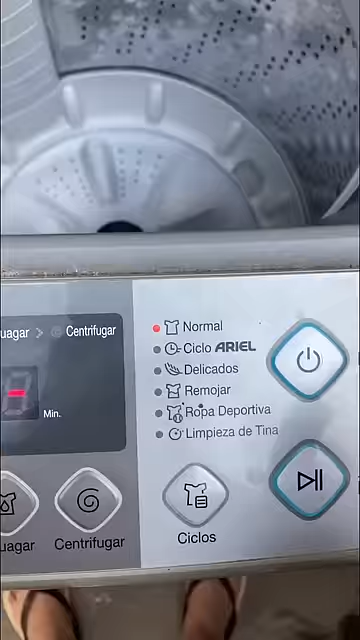 uagar > Centrifugar
Min.
Normal
Ciclo ARIEL
Delicados
Remojar
Ropa Deportiva
Limpieza de Tina
uagar
Centrifugar
Ciclos